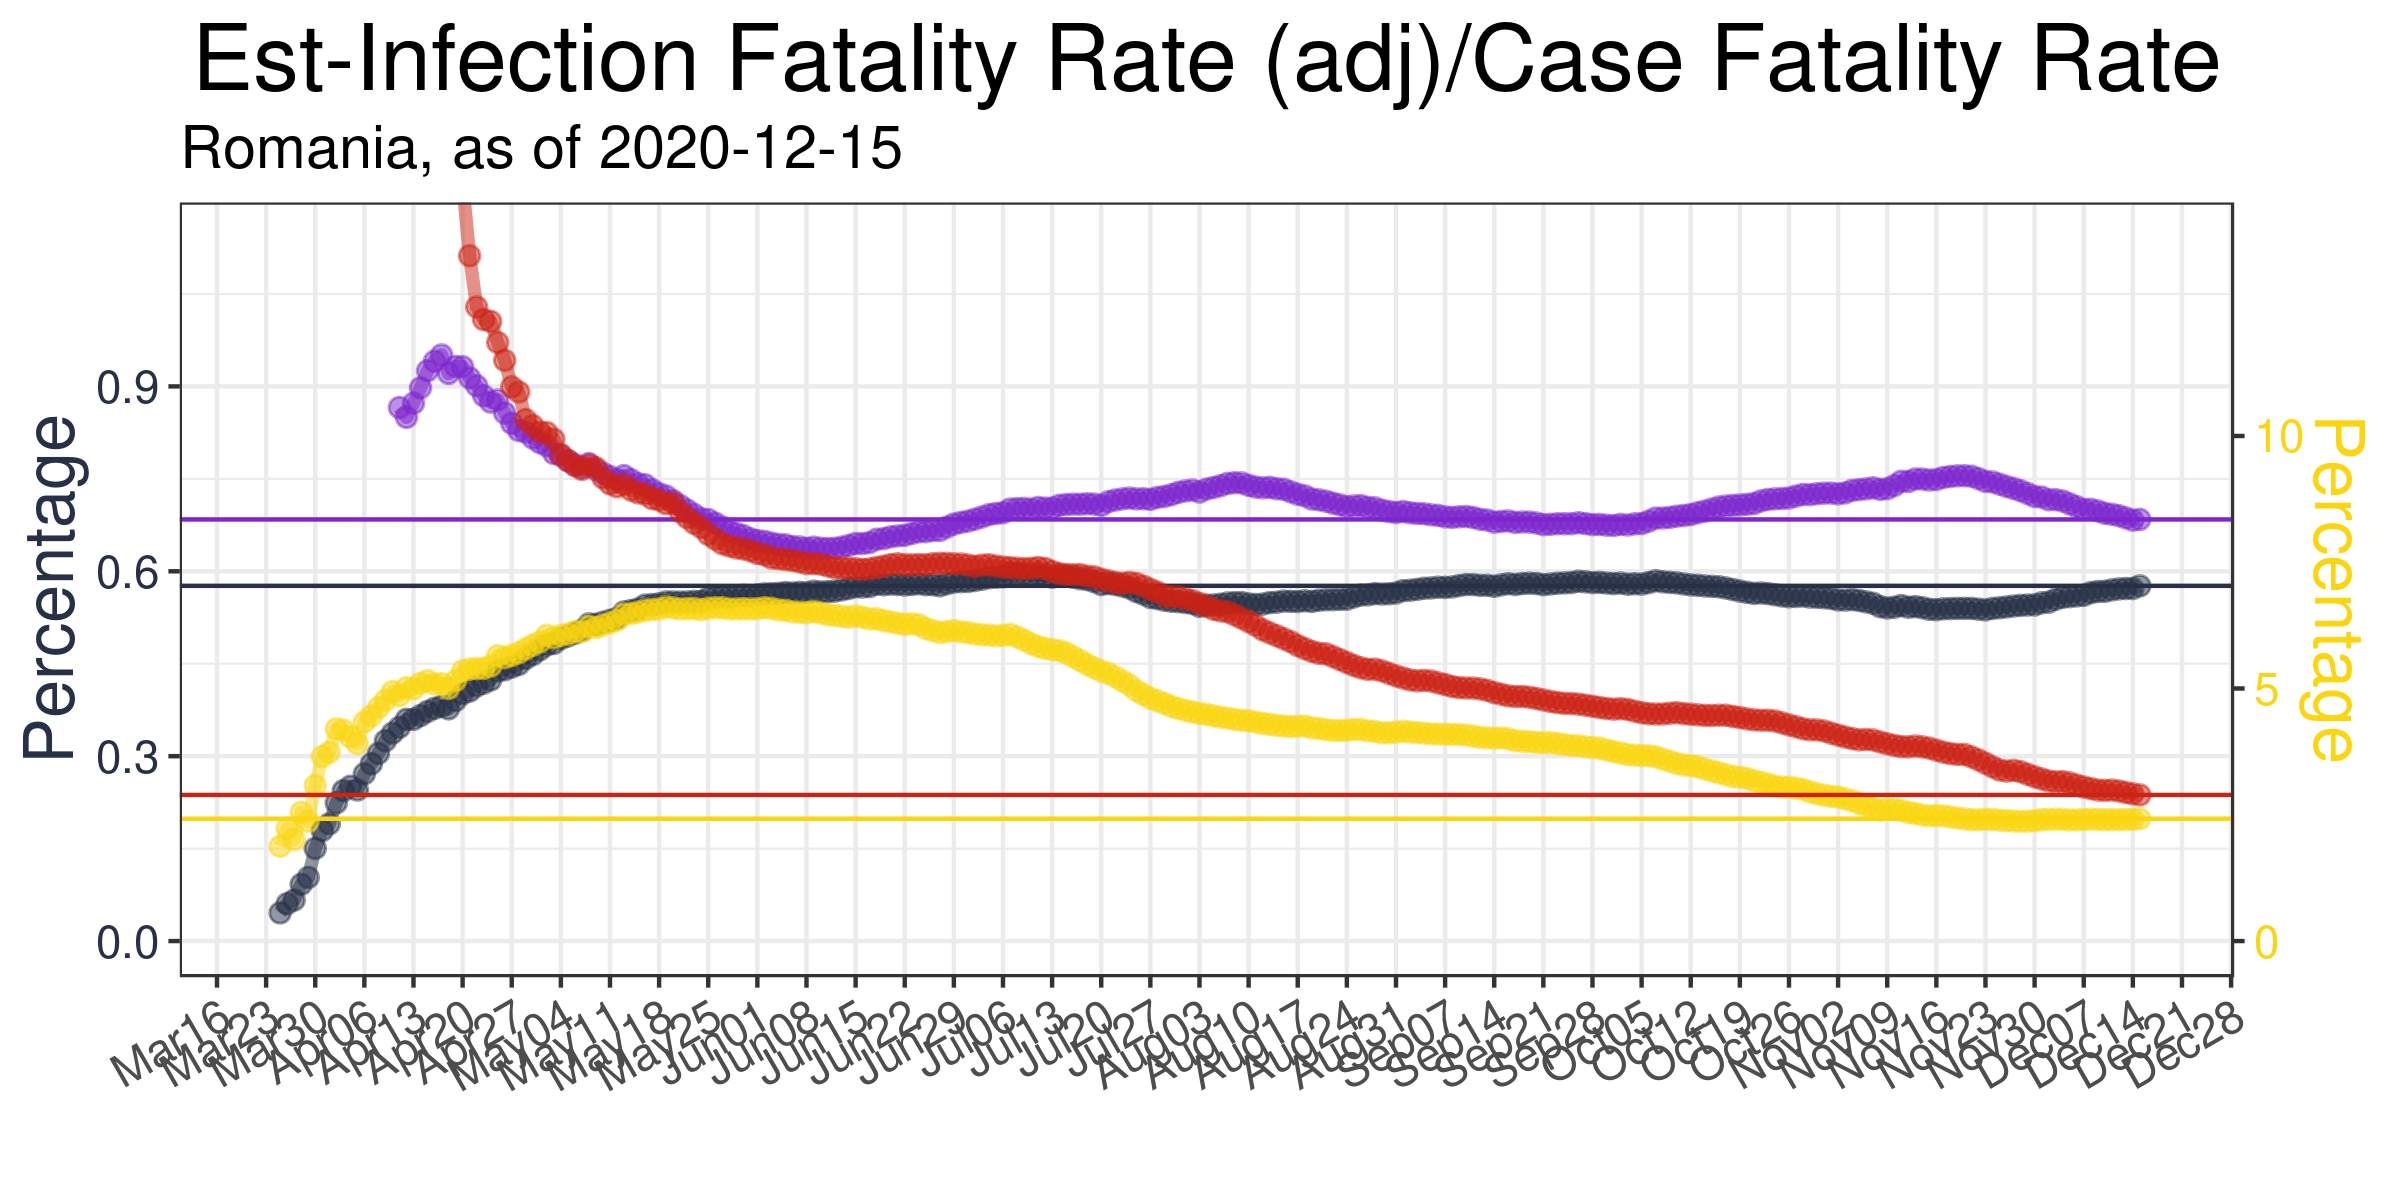 Est-Infection Fatality Rate (adj)/Case Fatality Rate
Romania, as of 2020-12-15
Percentage
0.9
0.6
0.3
0.0
10
5
0
Percentage
Mar16
Mar23
Mar30
Apr06
Apr13
Apr20
Apr27
May04
May11
May18
May25
Jun01
Jun08
Jun15
Jun22
Jun29
Jul06
Jul13
Jul20
Jul27
Aug03
Aug10
Aug17
Aug24
Aug31
Sep07
Sep14
Sep21
Sep28
Oct05
Oct12
Oct19
Oct26
Nov02
Nov09
Nov16
Nov23
Nov30
Dec07
Dec14
Dec21
Dec28